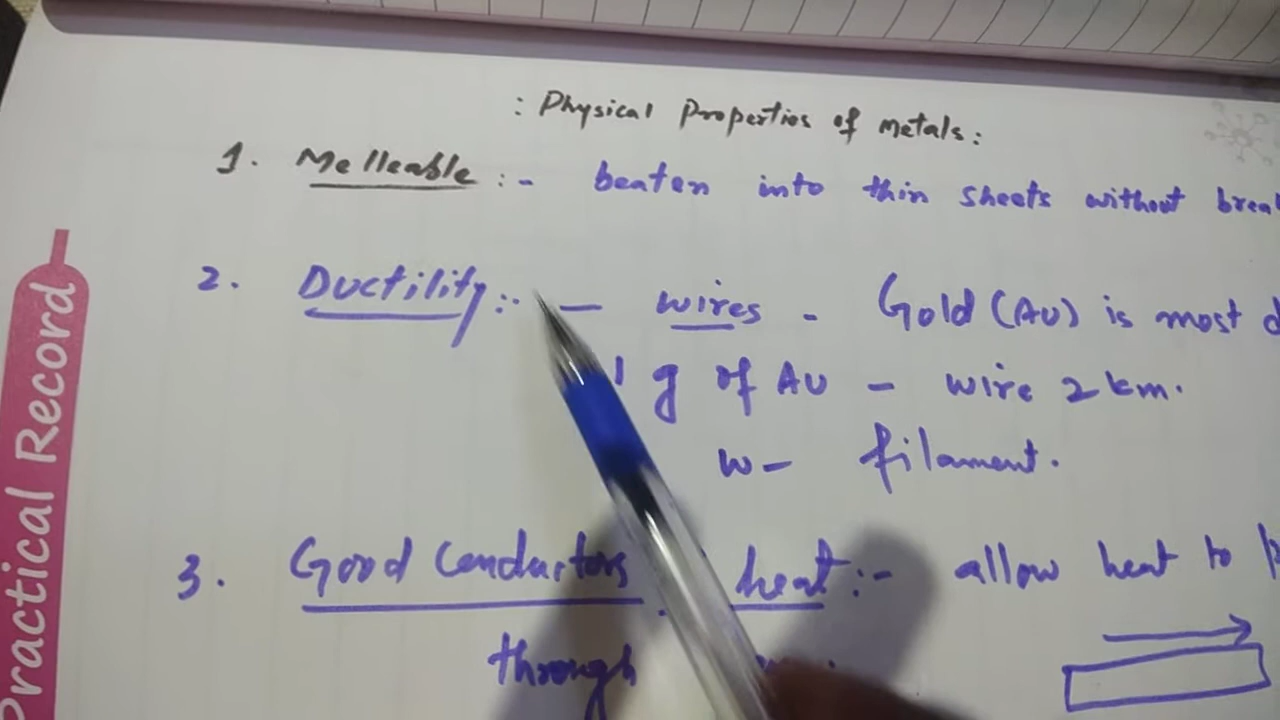 : Physical Properties of Metals:
1. Melleable :- beaten into thin sheets without
2. Ductility:- — wires - Gold (AU) is most
1 g of AU - wire 2 km.
W- filament.
3. Good Conductors heat:- allow heat to
through
Practical Record